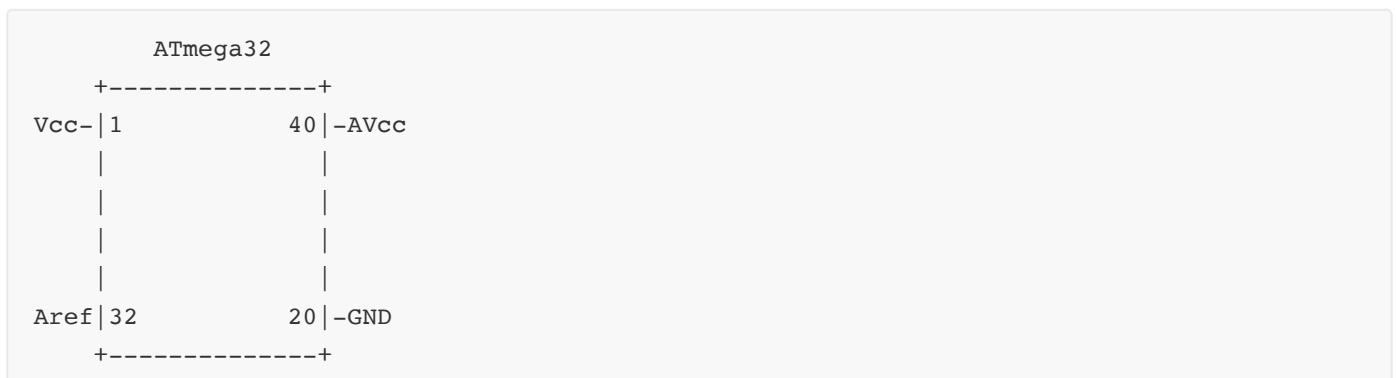 ATmega32
+--------------+
Vcc-|1 40|-AVcc
| |
| |
| |
| |
Aref|32 20|-GND
+--------------+